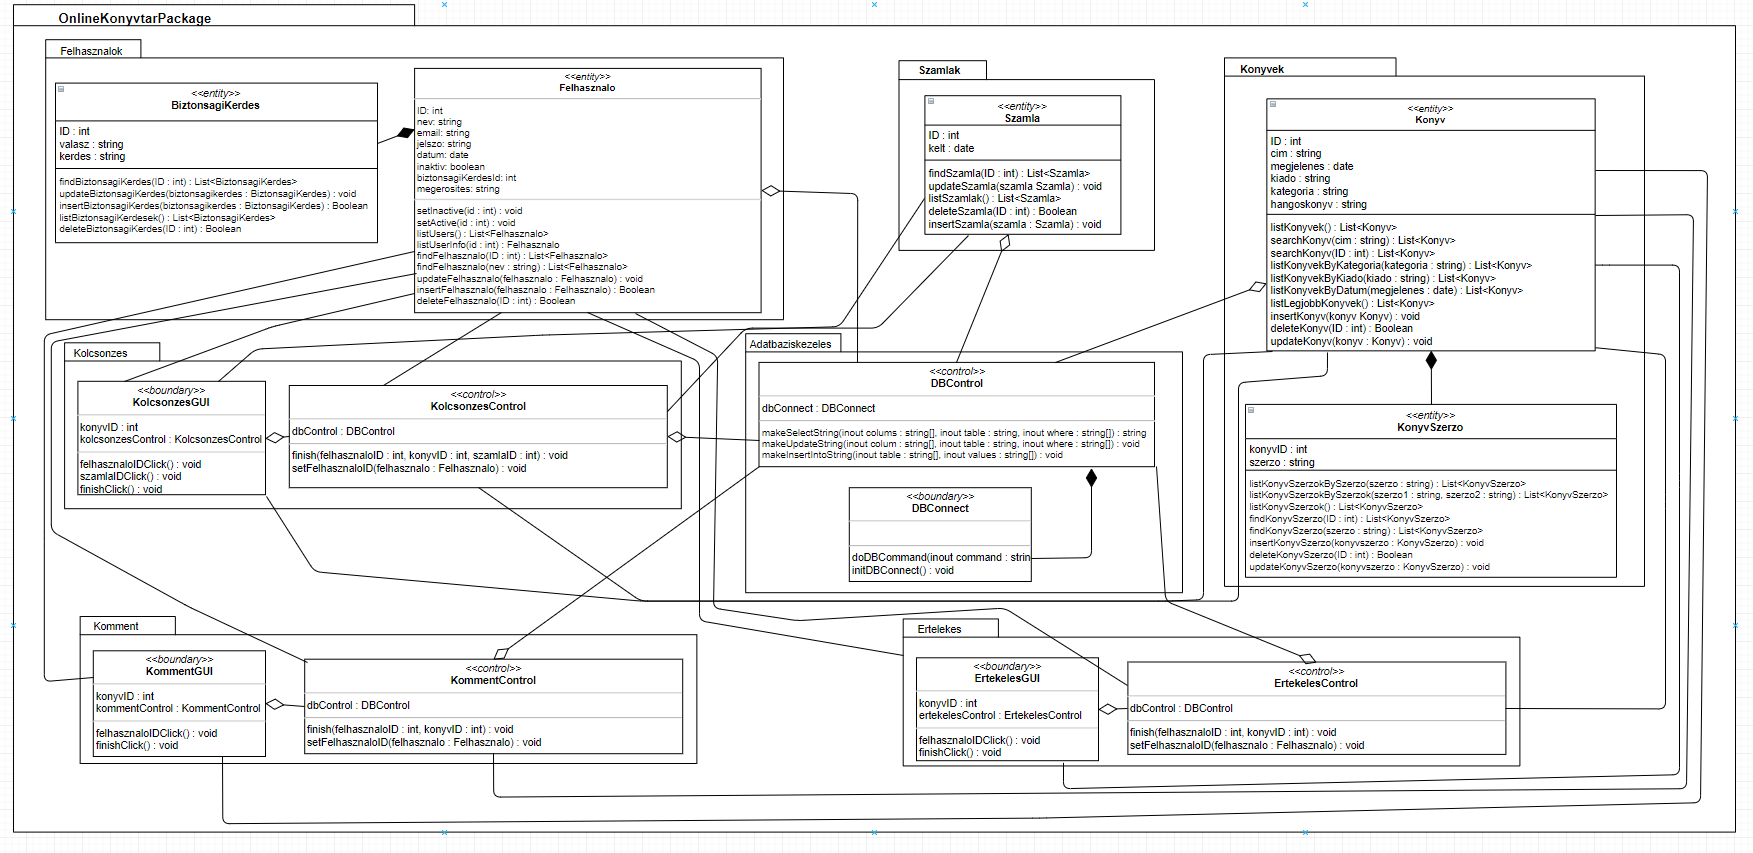 OnlineKonyvtarPackage
Felhasznalok
<<entity>>
BiztonsagiKerdes
ID : int
valasz : string
kerdes : string
findBiztonsagiKerdes(ID : int) : List<BiztonsagiKerdes>
updateBiztonsagiKerdes(biztonsagikerdes : BiztonsagiKerdes) : void
insertBiztonsagiKerdes(biztonsagikerdes : BiztonsagiKerdes) : Boolean
listBiztonsagiKerdesek() : List<BiztonsagiKerdes>
deleteBiztonsagiKerdes(ID : int) : Boolean
<<entity>>
Felhasznalo
ID: int
nev: string
email: string
jelszo: string
datum: date
inaktiv: boolean
biztonsagiKerdesId: int
megerosites: string
setInactive(id : int) : void
setActive(id : int) : void
listUsers() : List<Felhasznalo>
listUserInfo(id : int) : Felhasznalo
findFelhasznalo(ID : int) : List<Felhasznalo>
findFelhasznalo(nev : string) : List<Felhasznalo>
updateFelhasznalo(felhasznalo : Felhasznalo) : void
insertFelhasznalo(felhasznalo : Felhasznalo) : Boolean
deleteFelhasznalo(ID : int) : Boolean
Szamlak
<<entity>>
Szamla
ID : int
kelt : date
findSzamla(ID : int) : List<Szamla>
updateSzamla(szamla Szamla) : void
listSzamlak() : List<Szamla>
deleteSzamla(ID : int) : Boolean
insertSzamla(szamla : Szamla) : void
Konyvek
<<entity>>
Konyv
ID : int
cim : string
megjelenes : date
kiado : string
kategoria : string
hangoskonyv : string
listKonyvek() : List<Konyv>
searchKonyv(cim : string) : List<Konyv>
searchKonyv(ID : int) : List<Konyv>
listKonyvekByKategoria(kategoria : string) : List<Konyv>
listKonyvekByKiado(kiado : string) : List<Konyv>
listKonyvekByDatum(megjelenes : date) : List<Konyv>
listLegjobbKonyvek() : List<Konyv>
insertKonyv(konyv Konyv) : void
deleteKonyv(ID : int) : Boolean
updateKonyv(konyv : Konyv) : void
<<entity>>
KonyvSzerzo
konyvID : int
szerzo : string
listKonyvSzerzokBySzerzo(szerzo : string) : List<KonyvSzerzo>
listKonyvSzerzokBySzerzok(szerzo1 : string, szerzo2 : string) : List<KonyvSzerzo>
listKonyvSzerzok() : List<KonyvSzerzo>
findKonyvSzerzo(ID : int) : List<KonyvSzerzo>
findKonyvSzerzo(szerzo : string) : List<KonyvSzerzo>
insertKonyvSzerzo(konyvszerzo : KonyvSzerzo) : void
deleteKonyvSzerzo(ID : int) : Boolean
updateKonyvSzerzo(konyvszerzo : KonyvSzerzo) : void
Kolcsonzes
<<boundary>>
KolcsonzesGUI
konyvID : int
kolcsonzesControl : KolcsonzesControl
felhasznaloIDClick() : void
szamlaIDClick() : void
finishClick() : void
<<control>>
KolcsonzesControl
dbControl : DBControl
finish(felhasznaloID : int, konyvID : int, szamlaID : int) : void
setFelhasznaloID(felhasznalo : Felhasznalo) : void
Adatbaziskezeles
<<control>>
DBControl
dbConnect : DBConnect
makeSelectString(inout colums : string[], inout table : string, inout where : string[]) : string
makeUpdateString(inout colum : string[], inout table : string, inout where : string[]) : void
makeInsertIntoString(inout table : string[], inout values : string[]) : void
<<boundary>>
DBConnect
doDBCommand(inout command : strin
initDBConnect() : void
Komment
<<boundary>>
KommentGUI
konyvID : int
kommentControl : KommentControl
felhasznaloIDClick() : void
finishClick() : void
<<control>>
KommentControl
dbControl : DBControl
finish(felhasznaloID : int, konyvID : int) : void
setFelhasznaloID(felhasznalo : Felhasznalo) : void
Ertelekes
<<boundary>>
ErtekelesGUI
konyvID : int
ertekelesControl : ErtekelesControl
felhasznaloIDClick() : void
finishClick() : void
<<control>>
ErtekelesControl
dbControl : DBControl
finish(felhasznaloID : int, konyvID : int) : void
setFelhasznaloID(felhasznalo : Felhasznalo) : void